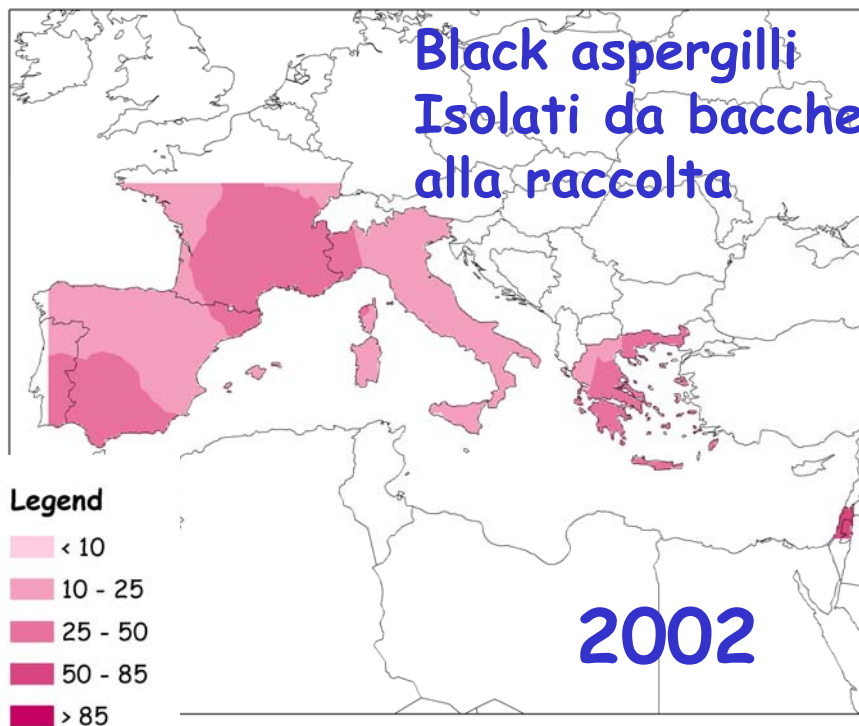 Black aspergilli
Isolati da bacche
alla raccolta
Legend
< 10
10 - 25
25 - 50
50 - 85
> 85
2002